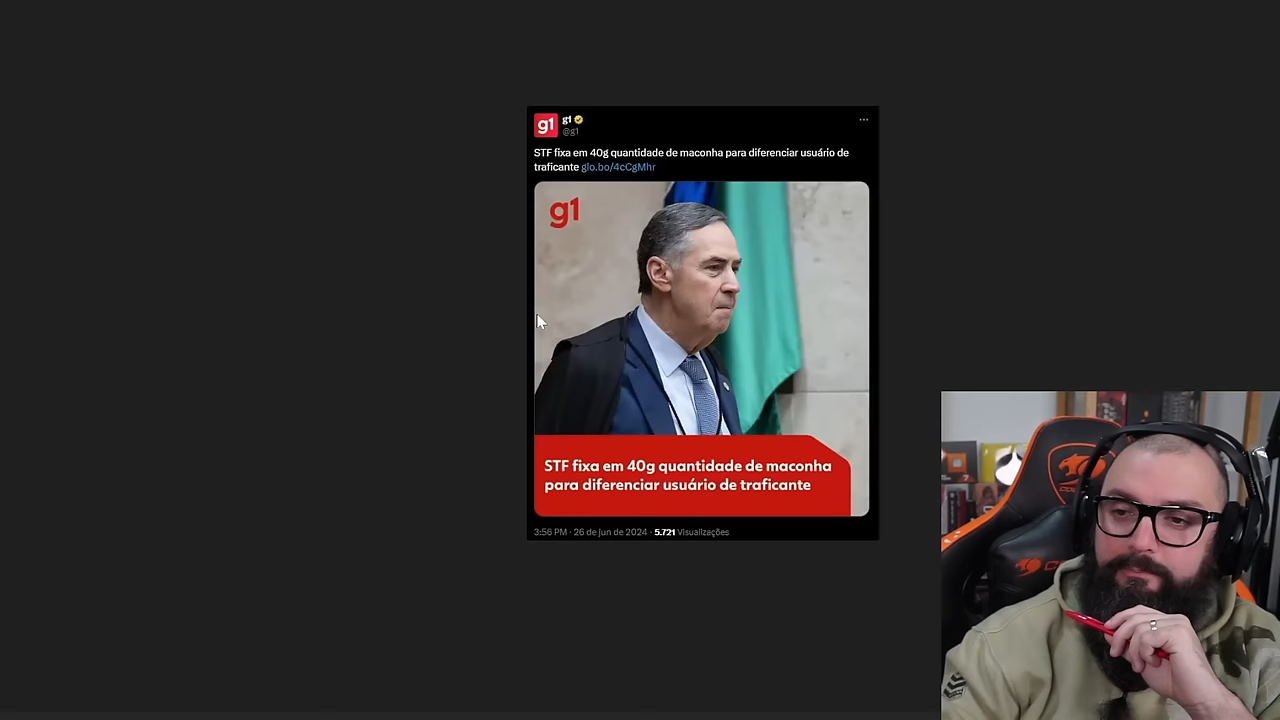 g1
g1
@g1
STF fixa em 40g quantidade de maconha para diferenciar usuário de
traficante glo.bo/4cCgMhr
g1
STF fixa em 40g quantidade de maconha
para diferenciar usuário de traficante
3:56 PM · 26 de jun de 2024 · 5.721 Visualizações